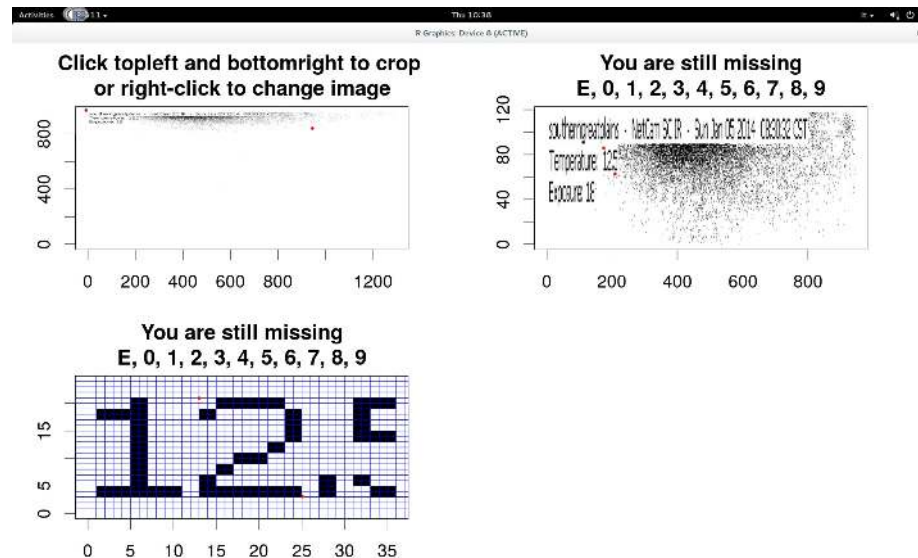 Activities
Thu 10:38
R Graphics: Device 6 (ACTIVE)
Click topleft and bottomright to crop
or right-click to change image
800
400
0
0 200 400 600 800 1200
You are still missing
E, 0, 1, 2, 3, 4, 5, 6, 7, 8, 9
southerngreatplains - NetCam SC IR - Sun Jan 05 2014 08:30:32 CST
Temperature: 12.5
Exposure: 18
120
80
40
0
0 200 400 600 800
You are still missing
E, 0, 1, 2, 3, 4, 5, 6, 7, 8, 9
12.5
15
5
0
0 5 10 15 20 25 30 35